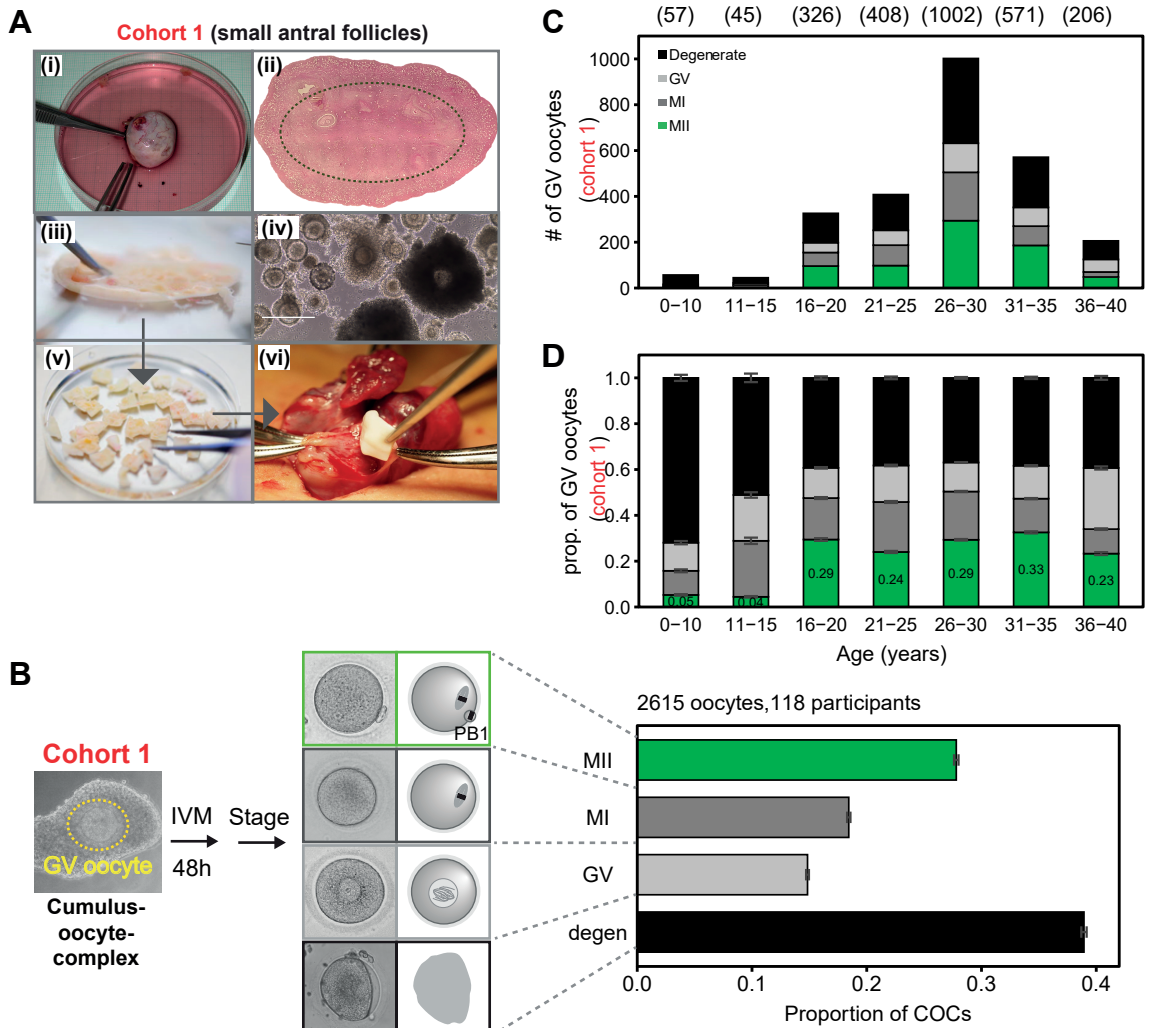 A
Cohort 1 (small antral follicles)
(i)
(ii)
(iii)
(iv)
(v)
(vi)
C
(57) (45) (326) (408) (1002) (571) (206)
# of GV oocytes
(cohort 1)
1000
800
600
400
200
0
Degenerate
GV
MI
MII
0−10 11−15 16−20 21−25 26−30 31−35 36−40
D
prop. of GV oocytes
(cohort 1)
1.0
0.8
0.6
0.4
0.2
0.0
0.05 0.04 0.29 0.24 0.29 0.33 0.23
0−10 11−15 16−20 21−25 26−30 31−35 36−40
Age (years)
B
Cohort 1
GV oocyte
Cumulus-
oocyte-
complex
IVM
48h
Stage
PB1
2615 oocytes,118 participants
MII
MI
GV
degen
0.0 0.1 0.2 0.3 0.4
Proportion of COCs